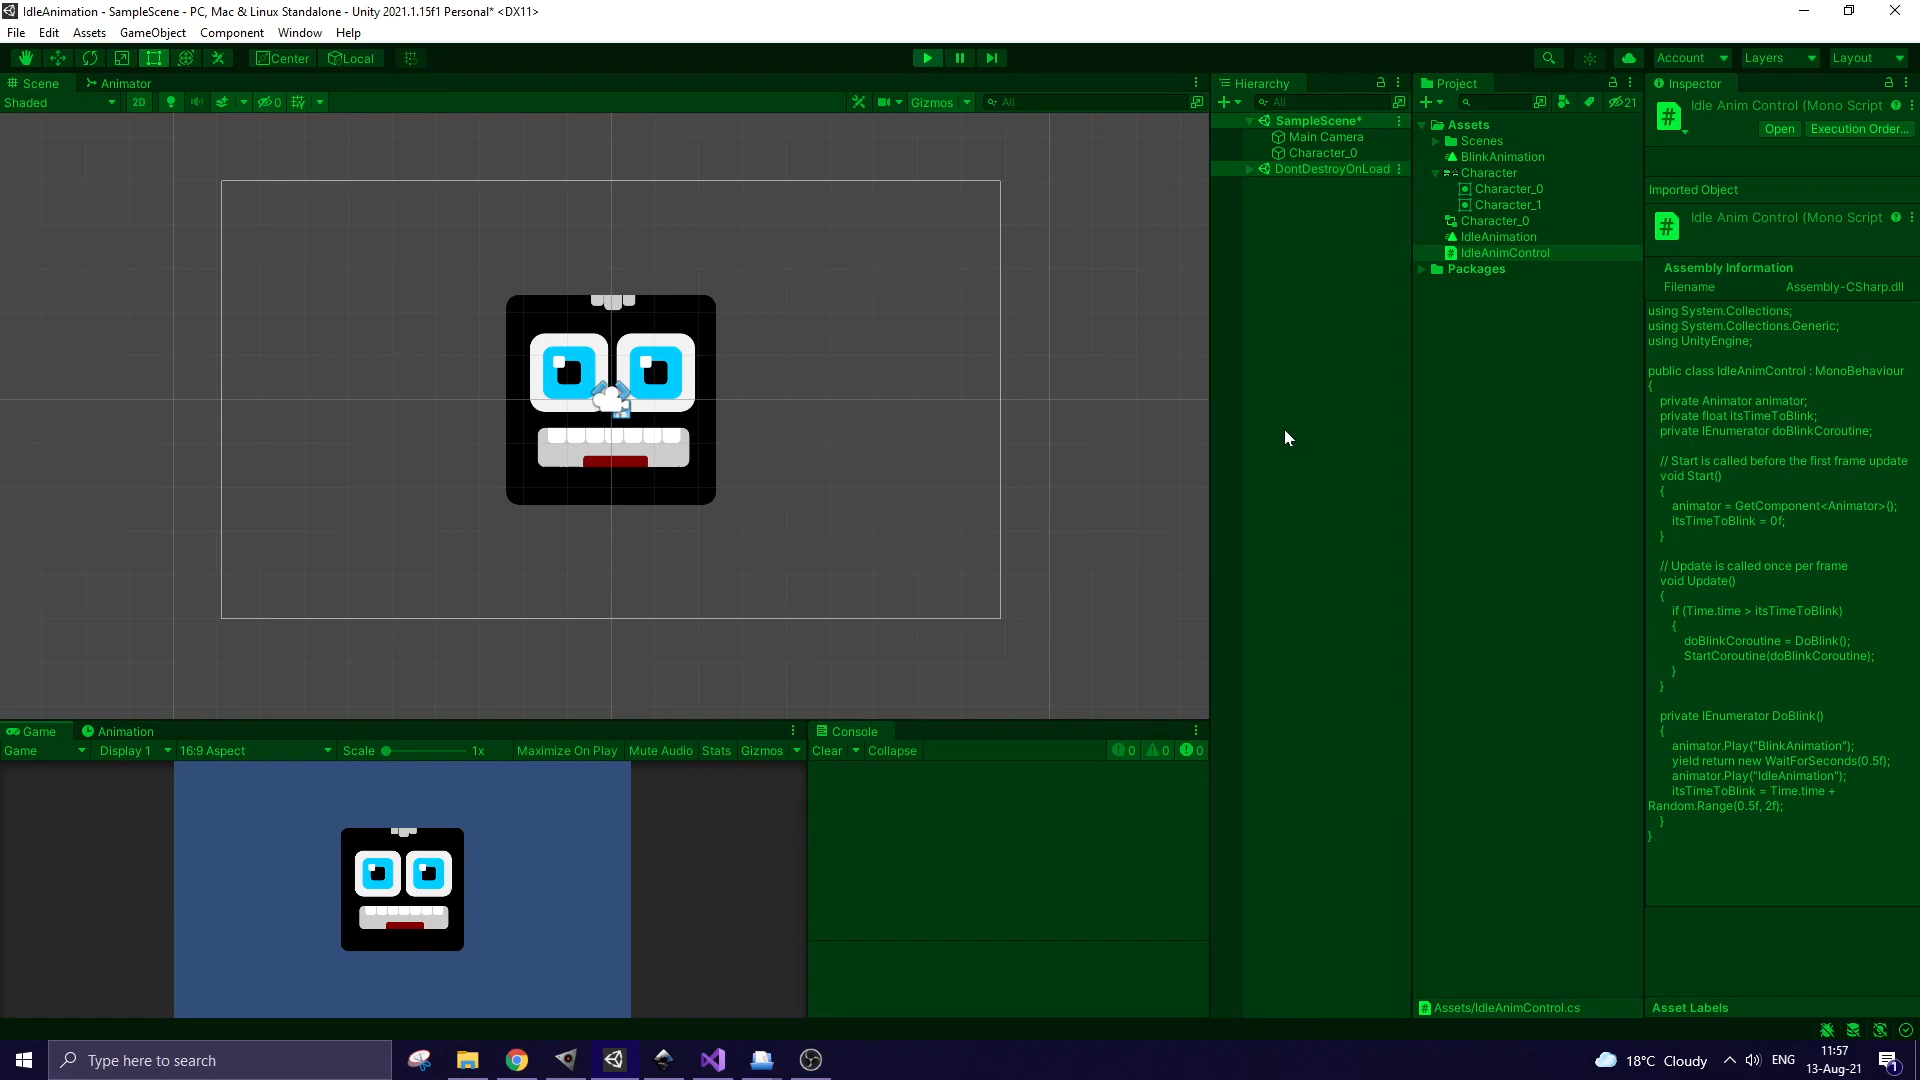 IdleAnimation - SampleScene - PC, Mac & Linux Standalone - Unity 2021.1.15f1 Personal* <DX11>
File Edit Assets GameObject Component Window Help
Center Local
Account Layers Layout
Scene Animator
Shaded 2D 0 Gizmos All
Hierarchy
All
SampleScene*
Main Camera
Character_0
DontDestroyOnLoad
Project
21
Assets
Scenes
BlinkAnimation
Character
Character_0
Character_1
Character_0
IdleAnimation
IdleAnimControl
Packages
Assets/IdleAnimControl.cs
Inspector
Idle Anim Control (Mono Script
Open Execution Order...
Imported Object
Idle Anim Control (Mono Script
Assembly Information
Filename Assembly-CSharp.dll
using System.Collections;
using System.Collections.Generic;
using UnityEngine;
public class IdleAnimControl : MonoBehaviour
{
private Animator animator;
private float itsTimeToBlink;
private IEnumerator doBlinkCoroutine;
// Start is called before the first frame update
void Start()
{
animator = GetComponent<Animator>();
itsTimeToBlink = 0f;
}
// Update is called once per frame
void Update()
{
if (Time.time > itsTimeToBlink)
{
doBlinkCoroutine = DoBlink();
StartCoroutine(doBlinkCoroutine);
}
}
private IEnumerator DoBlink()
{
animator.Play("BlinkAnimation");
yield return new WaitForSeconds(0.5f);
animator.Play("IdleAnimation");
itsTimeToBlink = Time.time +
Random.Range(0.5f, 2f);
}
}
Asset Labels
Game Animation
Game Display 1 16:9 Aspect Scale 1x Maximize On Play Mute Audio Stats Gizmos
Console
Clear Collapse 0 0 0
Type here to search
18°C Cloudy ENG
11:57
13-Aug-21
1